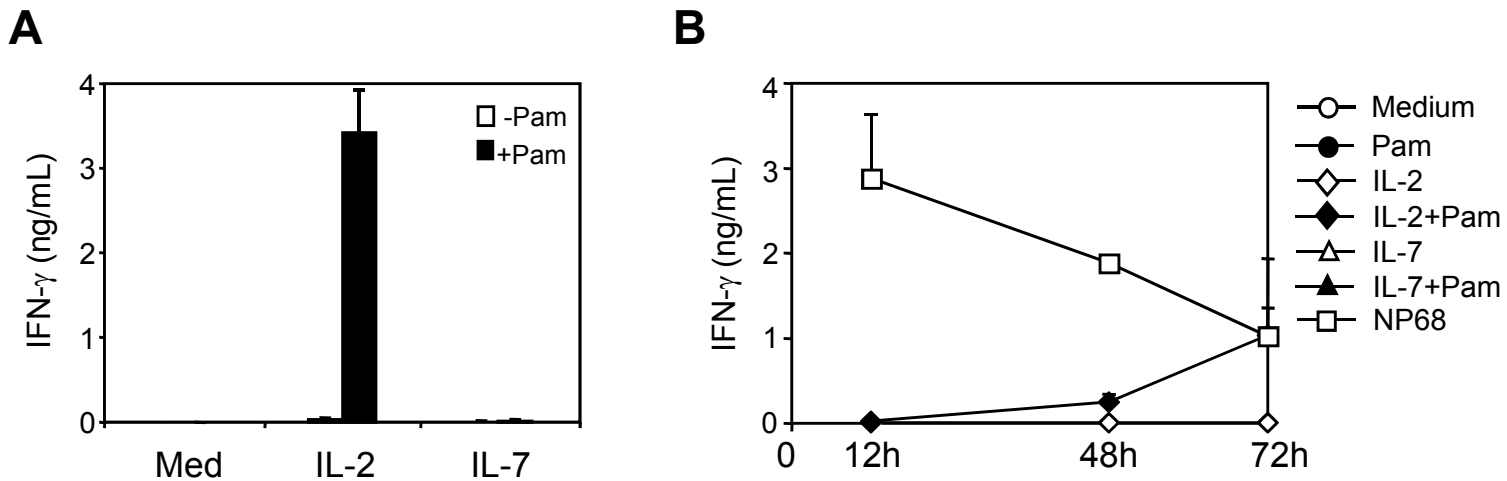 A
IFN-γ (ng/mL)
4
3
2
1
0
-Pam
+Pam
Med IL-2 IL-7
B
IFN-γ (ng/mL)
4
3
2
1
0
0 12h 48h 72h
Medium
Pam
IL-2
IL-2+Pam
IL-7
IL-7+Pam
NP68